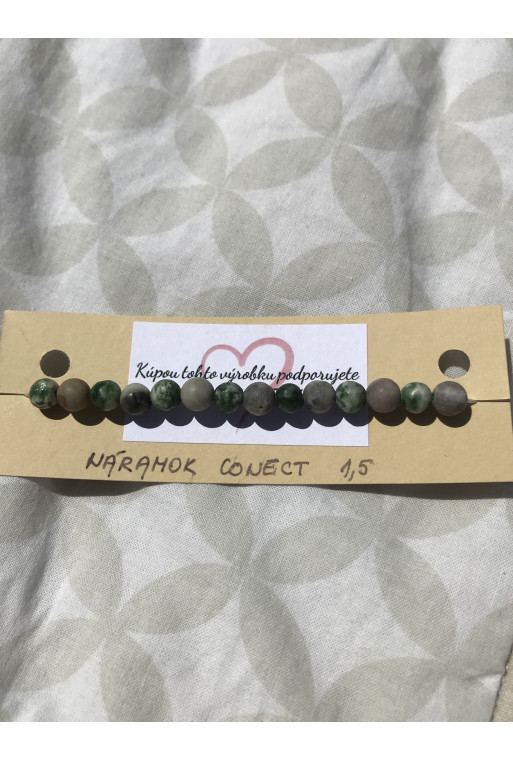 Kúpou tohto výrobku podporujete
NÁRAMOK CONECT 1,5